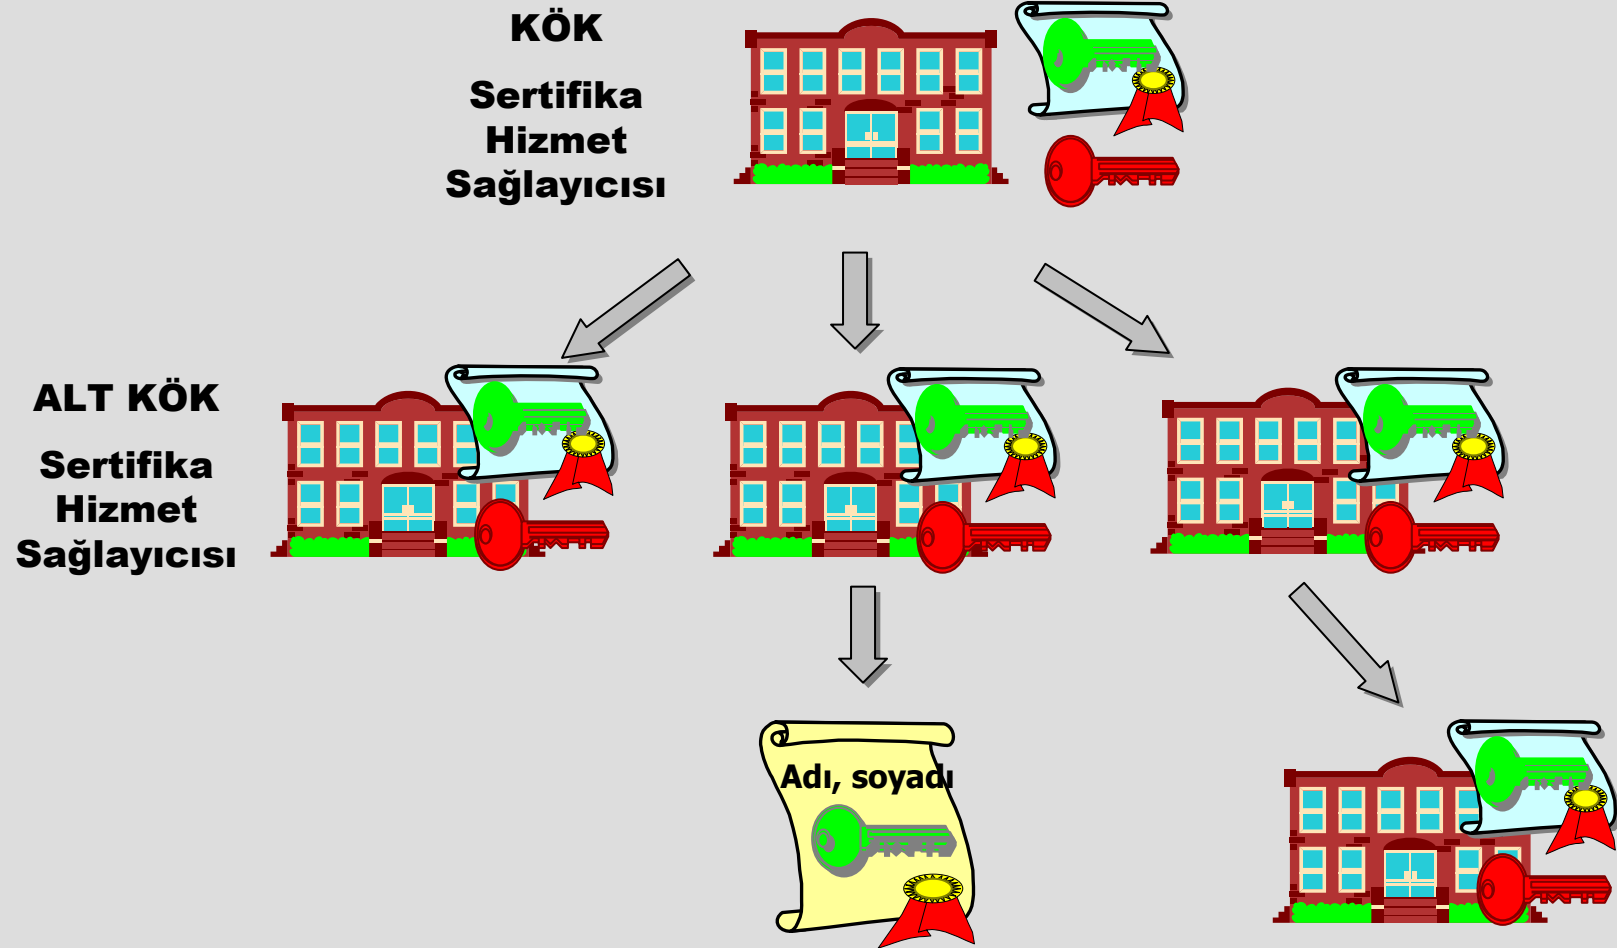 KÖK
Sertifika
Hizmet
Sağlayıcısı
ALT KÖK
Sertifika
Hizmet
Sağlayıcısı
Adı, soyadı